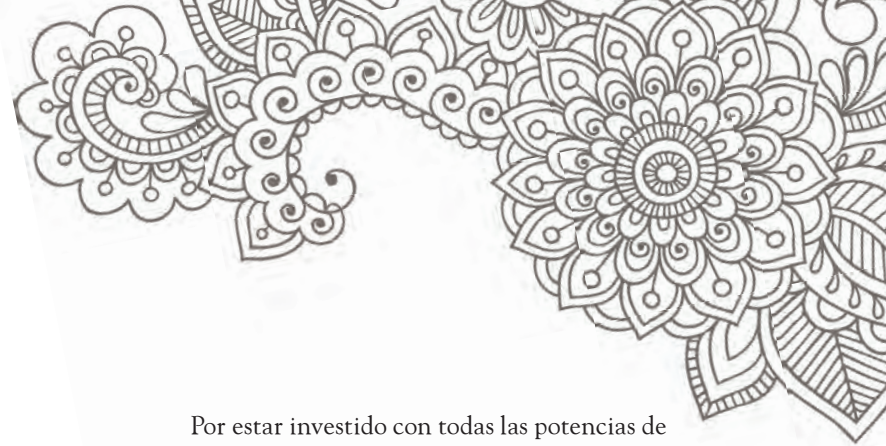 Por estar investido con todas las potencias de